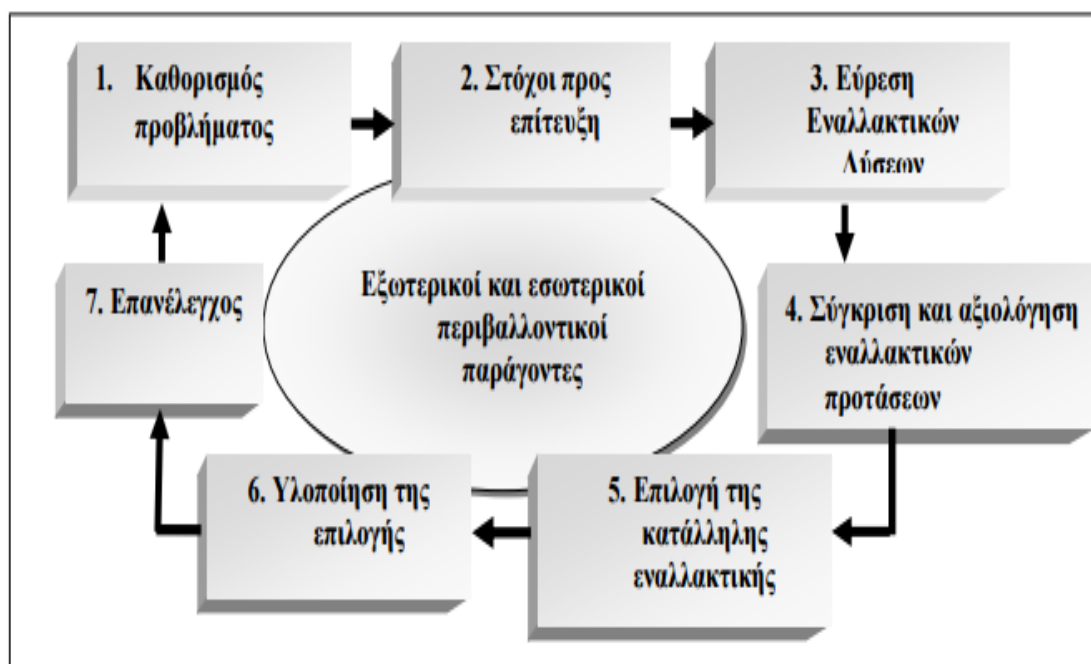 1. Καθορισμός
προβλήματος
2. Στόχοι προς
επίτευξη
3. Εύρεση
Εναλλακτικών
Λύσεων
Εξωτερικοί και εσωτερικοί
περιβαλλοντικοί
παράγοντες
7. Επανέλεγχος
4. Σύγκριση και αξιολόγηση
εναλλακτικών
προτάσεων
6. Υλοποίηση της
επιλογής
5. Επιλογή της
κατάλληλης
εναλλακτικής